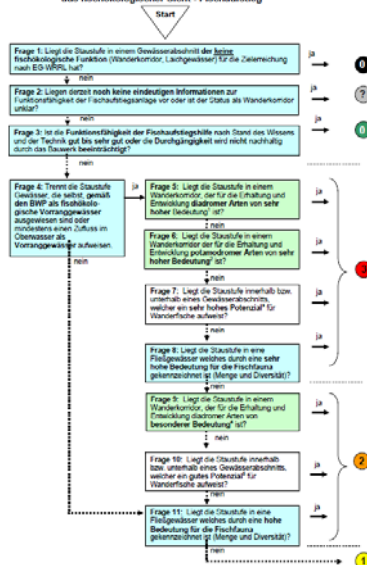 aus fischökologischer Sicht - Fischaufstieg
Start
Frage 1: Liegt die Staustufe in einem Gewässerabschnitt der keine
fischökologische Funktion (Wanderkorridor, Laichgewässer) für die Zielerreichung
nach EG-WRRL hat?
ja
0
nein
Frage 2: Liegen derzeit noch keine eindeutigen Informationen zur
Funktionsfähigkeit der Fischaufstiegsanlage vor oder ist der Status als Wanderkorridor
unklar?
ja
?
nein
Frage 3: Ist die Funktionsfähigkeit der Fischaufstiegshilfe nach Stand des Wissens
und der Technik gut bis sehr gut oder die Durchgängigkeit wird nicht nachhaltig
durch das Bauwerk beeinträchtigt?
ja
0
nein
Frage 4: Trennt die Staustufe
Gewässer, die selbst, gemäß
den BWP als fischökolo-
gische Vorranggewässer
ausgewiesen sind oder
mindestens einen Zufluss im
Oberwasser als
Vorranggewässer aufweisen.
ja
nein
Frage 5: Liegt die Staustufe in einem
Wanderkorridor, der für die Erhaltung und
Entwicklung diadromer Arten von sehr
hoher Bedeutung ist?
ja
nein
Frage 6: Liegt die Staustufe in einem
Wanderkorridor der für die Erhaltung und
Entwicklung potamodromer Arten von sehr
hoher Bedeutung ist?
ja
nein
3
Frage 7: Liegt die Staustufe innerhalb bzw.
unterhalb eines Gewässerabschnitts,
welcher ein sehr hohes Potenzial für
Wanderfische aufweist?
ja
nein
Frage 8: Liegt die Staustufe in eine
Fließgewässer welches durch eine sehr
hohe Bedeutung für die Fischfauna
gekennzeichnet ist (Menge und Diversität)?
ja
nein
Frage 9: Liegt die Staustufe in einem
Wanderkorridor, der für die Erhaltung und
Entwicklung diadromer Arten von
besonderer Bedeutung ist?
ja
nein
Frage 10: Liegt die Staustufe innerhalb
bzw. unterhalb eines Gewässerabschnitts,
welcher ein gutes Potenzial für
Wanderfische aufweist?
ja
2
nein
Frage 11: Liegt die Staustufe in eine
Fließgewässer welches durch eine hohe
Bedeutung für die Fischfauna
gekennzeichnet ist (Menge und Diversität)?
ja
nein
1